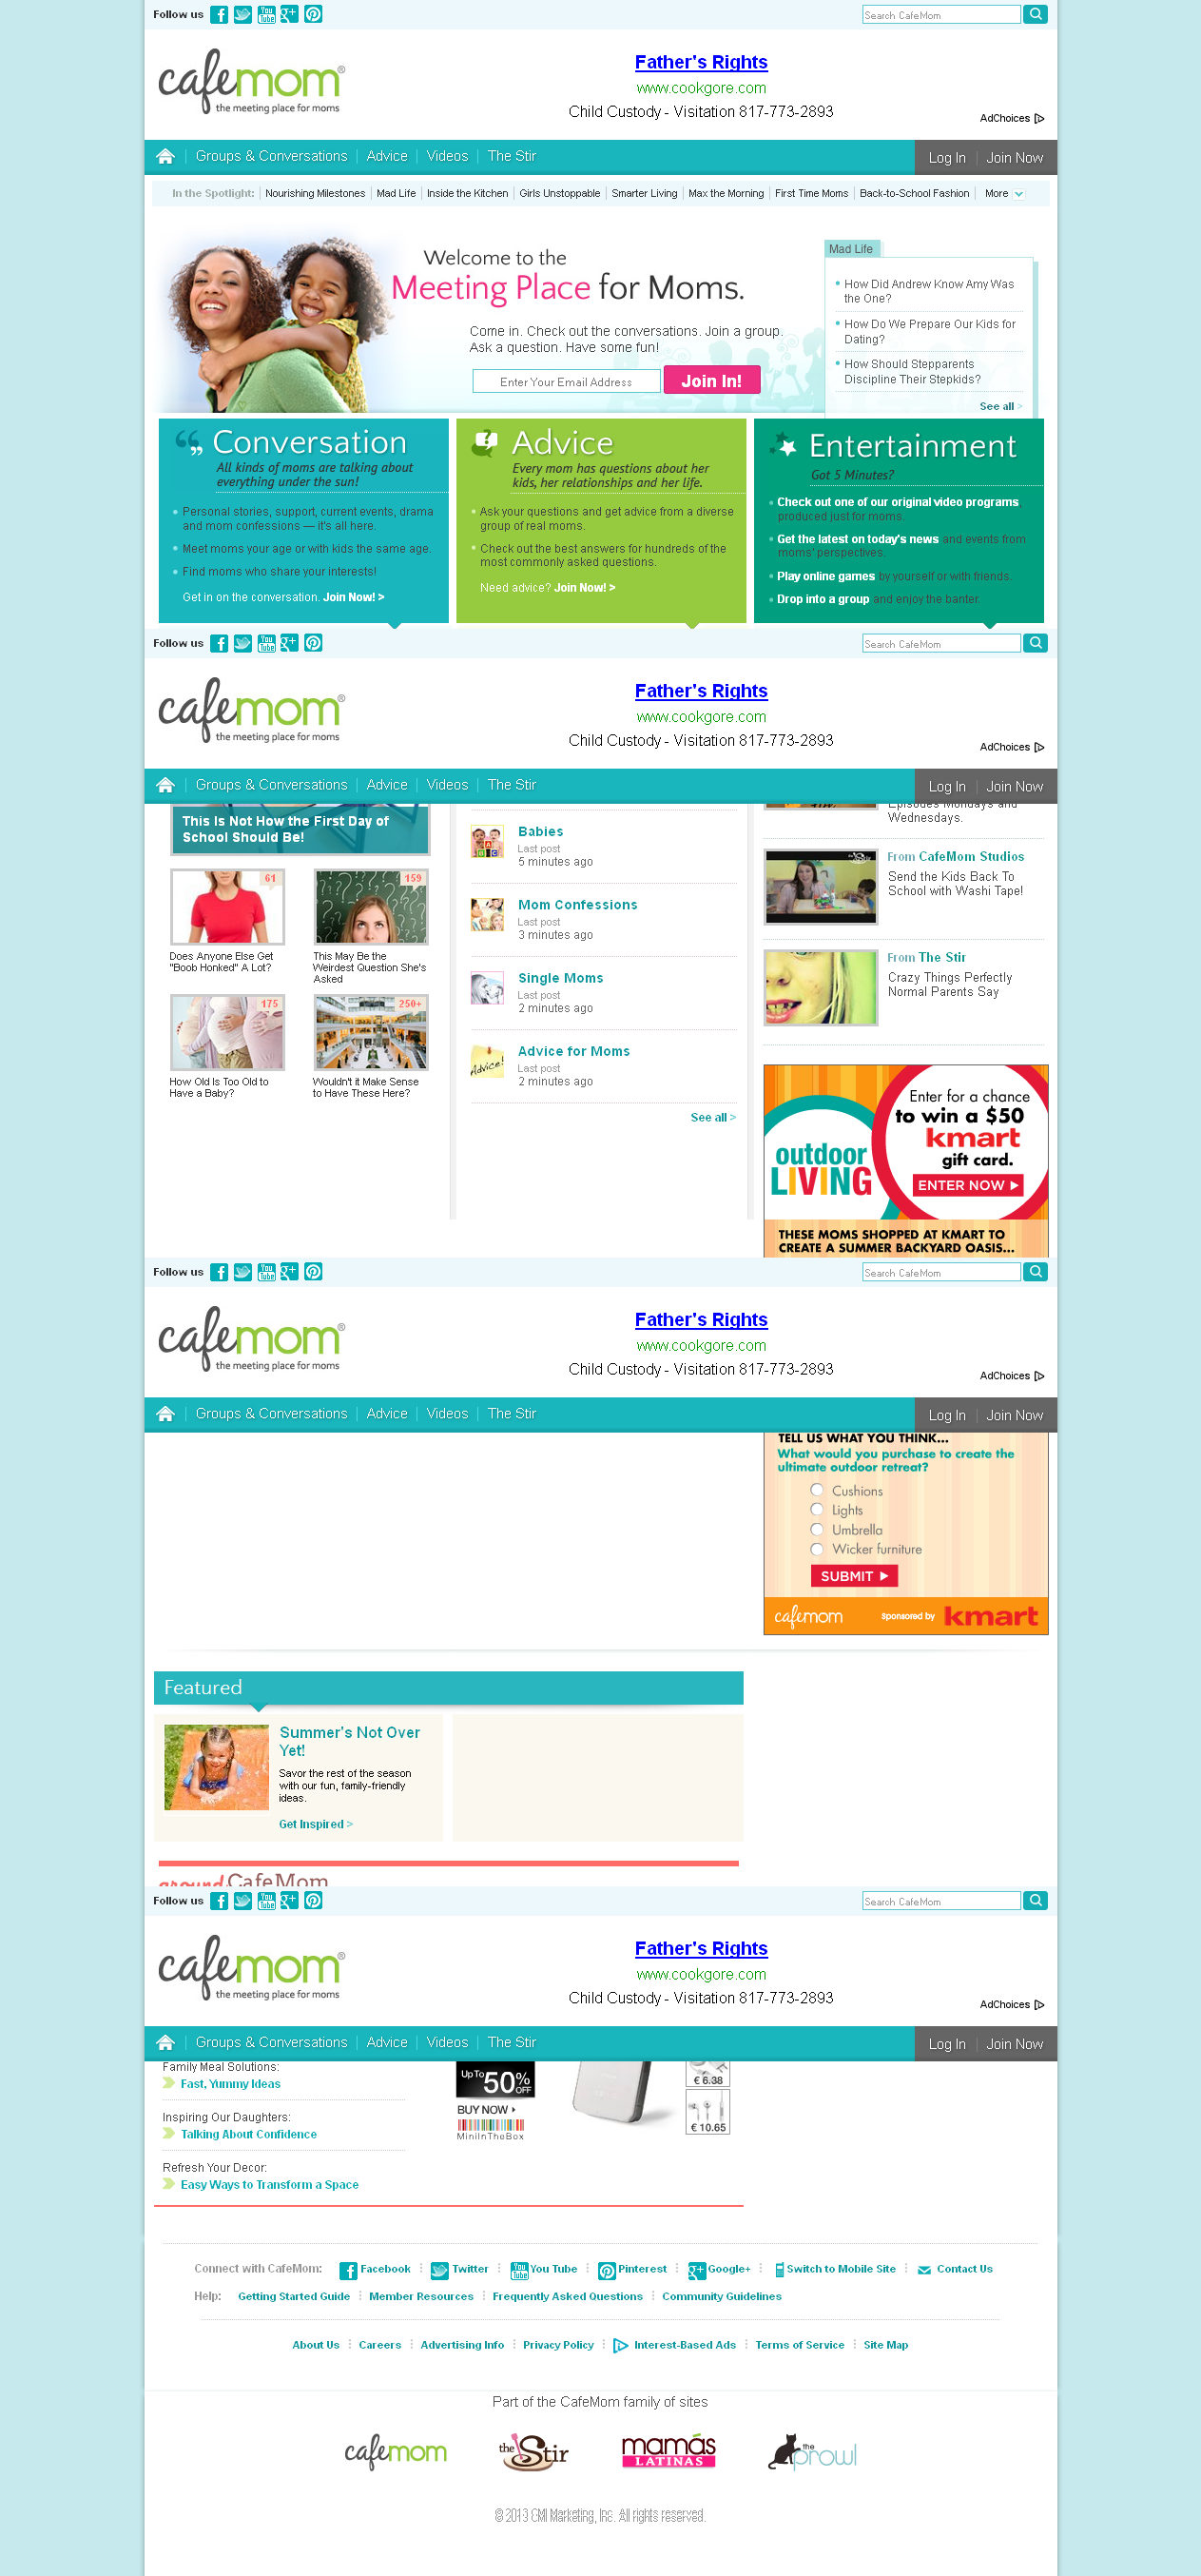 Follow us
Search CafeMom
cafemom®
the meeting place for moms
Father's Rights
www.cookgore.com
Child Custody - Visitation 817-773-2893
AdChoices
Groups & Conversations Advice Videos The Stir
Log In Join Now
In the Spotlight: Nourishing Milestones Mad Life Inside the Kitchen Girls Unstoppable Smarter Living Max the Morning First Time Moms Back-to-School Fashion More
Welcome to the
Meeting Place for Moms.
Come in. Check out the conversations. Join a group.
Ask a question. Have some fun!
Enter Your Email Address
Join In!
Mad Life
How Did Andrew Know Amy Was
the One?
How Do We Prepare Our Kids for
Dating?
How Should Stepparents
Discipline Their Stepkids?
See all >
Conversation
All kinds of moms are talking about
everything under the sun!
Personal stories, support, current events, drama
and mom confessions — it's all here.
Meet moms your age or with kids the same age.
Find moms who share your interests!
Get in on the conversation. Join Now! >
Advice
Every mom has questions about her
kids, her relationships and her life.
Ask your questions and get advice from a diverse
group of real moms.
Check out the best answers for hundreds of the
most commonly asked questions.
Need advice? Join Now! >
Entertainment
Got 5 Minutes?
Check out one of our original video programs
produced just for moms.
Get the latest on today's news and events from
moms' perspectives.
Play online games by yourself or with friends.
Drop into a group and enjoy the banter.
Follow us
Search CafeMom
cafemom®
the meeting place for moms
Father's Rights
www.cookgore.com
Child Custody - Visitation 817-773-2893
AdChoices
Groups & Conversations Advice Videos The Stir
Log In Join Now
This Is Not How the First Day of
School Should Be!
61
Does Anyone Else Get
"Boob Honked" A Lot?
159
This May Be the
Weirdest Question She's
Asked
175
How Old Is Too Old to
Have a Baby?
250+
Wouldn't it Make Sense
to Have These Here?
Babies
Last post
5 minutes ago
Mom Confessions
Last post
3 minutes ago
Single Moms
Last post
2 minutes ago
Advice!
Advice for Moms
Last post
2 minutes ago
See all >
Episodes Mondays and
Wednesdays.
From CafeMom Studios
Send the Kids Back To
School with Washi Tape!
From The Stir
Crazy Things Perfectly
Normal Parents Say
outdoor
LIVING
Enter for a chance
to win a $50
kmart
gift card.
ENTER NOW
THESE MOMS SHOPPED AT KMART TO
CREATE A SUMMER BACKYARD OASIS...
Follow us
Search CafeMom
cafemom®
the meeting place for moms
Father's Rights
www.cookgore.com
Child Custody - Visitation 817-773-2893
AdChoices
Groups & Conversations Advice Videos The Stir
Log In Join Now
TELL US WHAT YOU THINK...
What would you purchase to create the
ultimate outdoor retreat?
Cushions
Lights
Umbrella
Wicker furniture
SUBMIT
cafemom
Sponsored by kmart
Featured
Summer's Not Over
Yet!
Savor the rest of the season
with our fun, family-friendly
ideas.
Get Inspired >
around CafeMom
Follow us
Search CafeMom
cafemom®
the meeting place for moms
Father's Rights
www.cookgore.com
Child Custody - Visitation 817-773-2893
AdChoices
Groups & Conversations Advice Videos The Stir
Log In Join Now
Family Meal Solutions:
Fast, Yummy Ideas
Inspiring Our Daughters:
Talking About Confidence
Refresh Your Decor:
Easy Ways to Transform a Space
Up To 50% OFF
BUY NOW
MiniInTheBox
€ 6.38
€ 10.65
Connect with CafeMom: Facebook Twitter You Tube Pinterest Google+ Switch to Mobile Site Contact Us
Help: Getting Started Guide Member Resources Frequently Asked Questions Community Guidelines
About Us Careers Advertising Info Privacy Policy Interest-Based Ads Terms of Service Site Map
Part of the CafeMom family of sites
cafemom
the Stir
mamás
LATINAS
the prowl
© 2013 CMI Marketing, Inc. All rights reserved.
© 2013 CMI Marketing, Inc. All rights reserved.